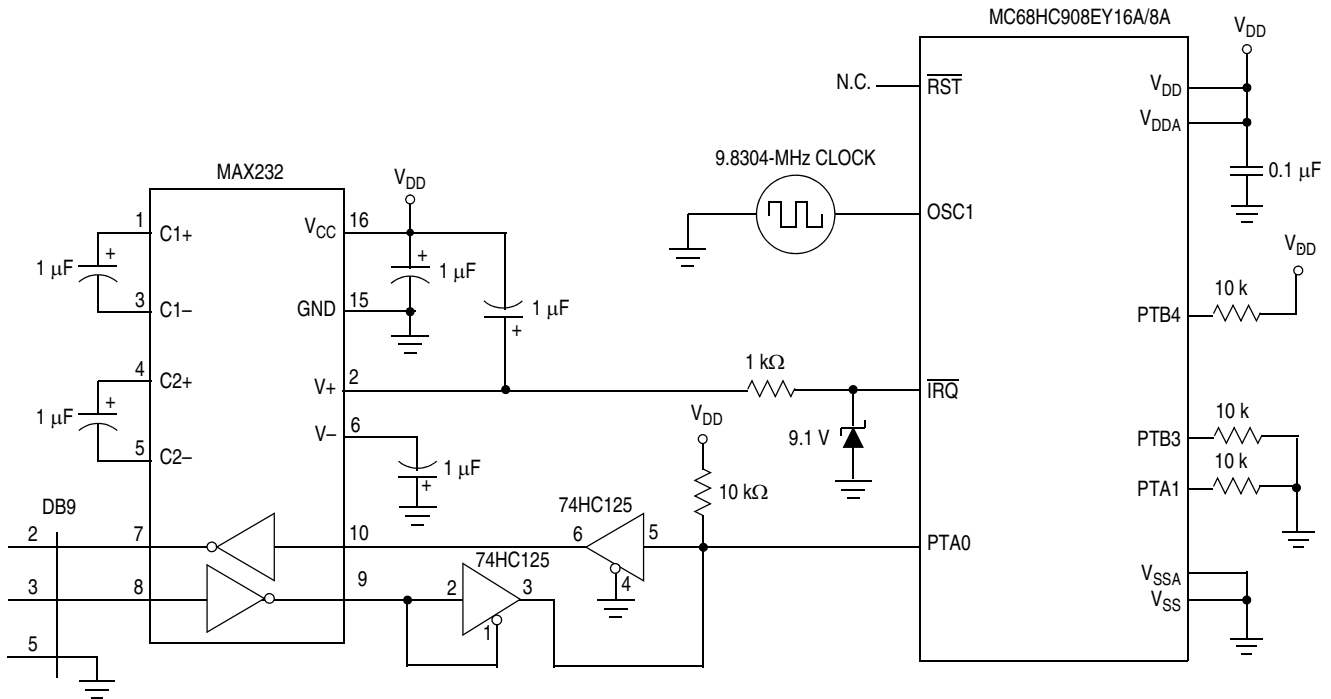 MC68HC908EY16A/8A
VDD
N.C.
RST
VDD
VDDA
0.1 µF
9.8304-MHz CLOCK
OSC1
MAX232
VDD
1
C1+
VCC
16
1 µF
+
+
1 µF
3
C1–
GND
15
1 µF
+
VDD
10 k
PTB4
4
C2+
V+
2
1 kΩ
IRQ
1 µF
+
9.1 V
VDD
5
C2–
V–
6
1 µF
+
10 k
PTB3
10 k
PTA1
10 kΩ
DB9
74HC125
2
7
10
6
5
4
PTA0
74HC125
3
8
9
2
3
1
VSSA
VSS
5